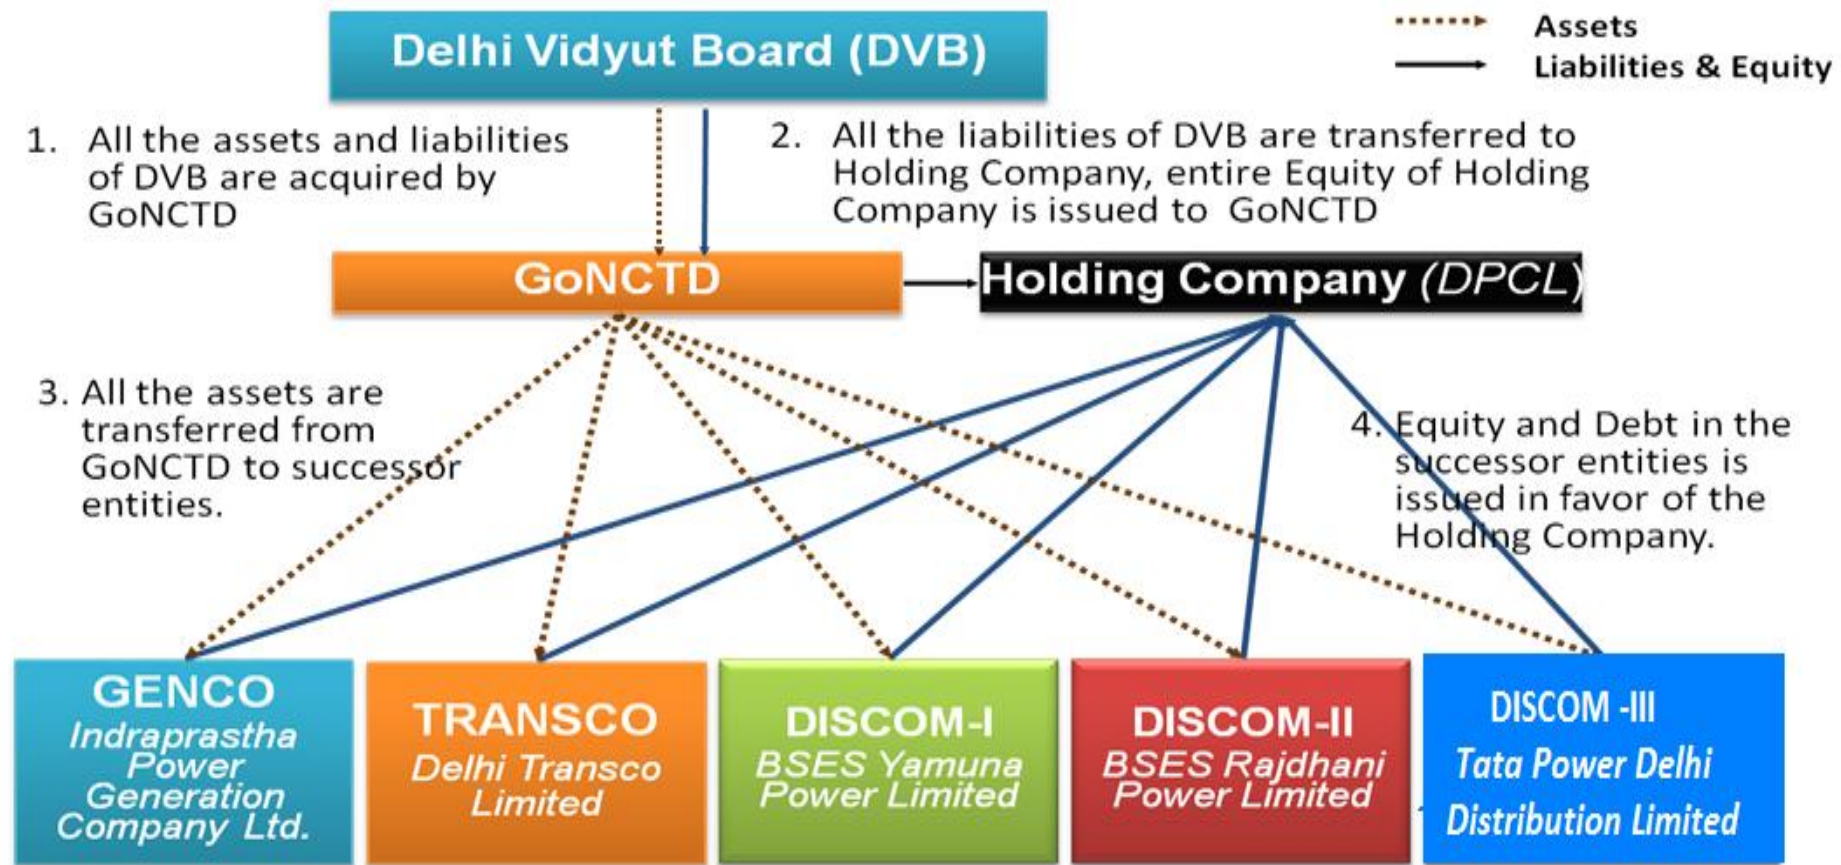 Delhi Vidyut Board (DVB)
Assets
Liabilities & Equity
1. All the assets and liabilities
of DVB are acquired by
GoNCTD
2. All the liabilities of DVB are transferred to
Holding Company, entire Equity of Holding
Company is issued to GoNCTD
GoNCTD
Holding Company (DPCL)
3. All the assets are
transferred from
GoNCTD to successor
entities.
4. Equity and Debt in the
successor entities is
issued in favor of the
Holding Company.
GENCO
Indraprastha
Power
Generation
Company Ltd.
TRANSCO
Delhi Transco
Limited
DISCOM-I
BSES Yamuna
Power Limited
DISCOM-II
BSES Rajdhani
Power Limited
DISCOM -III
Tata Power Delhi
Distribution Limited